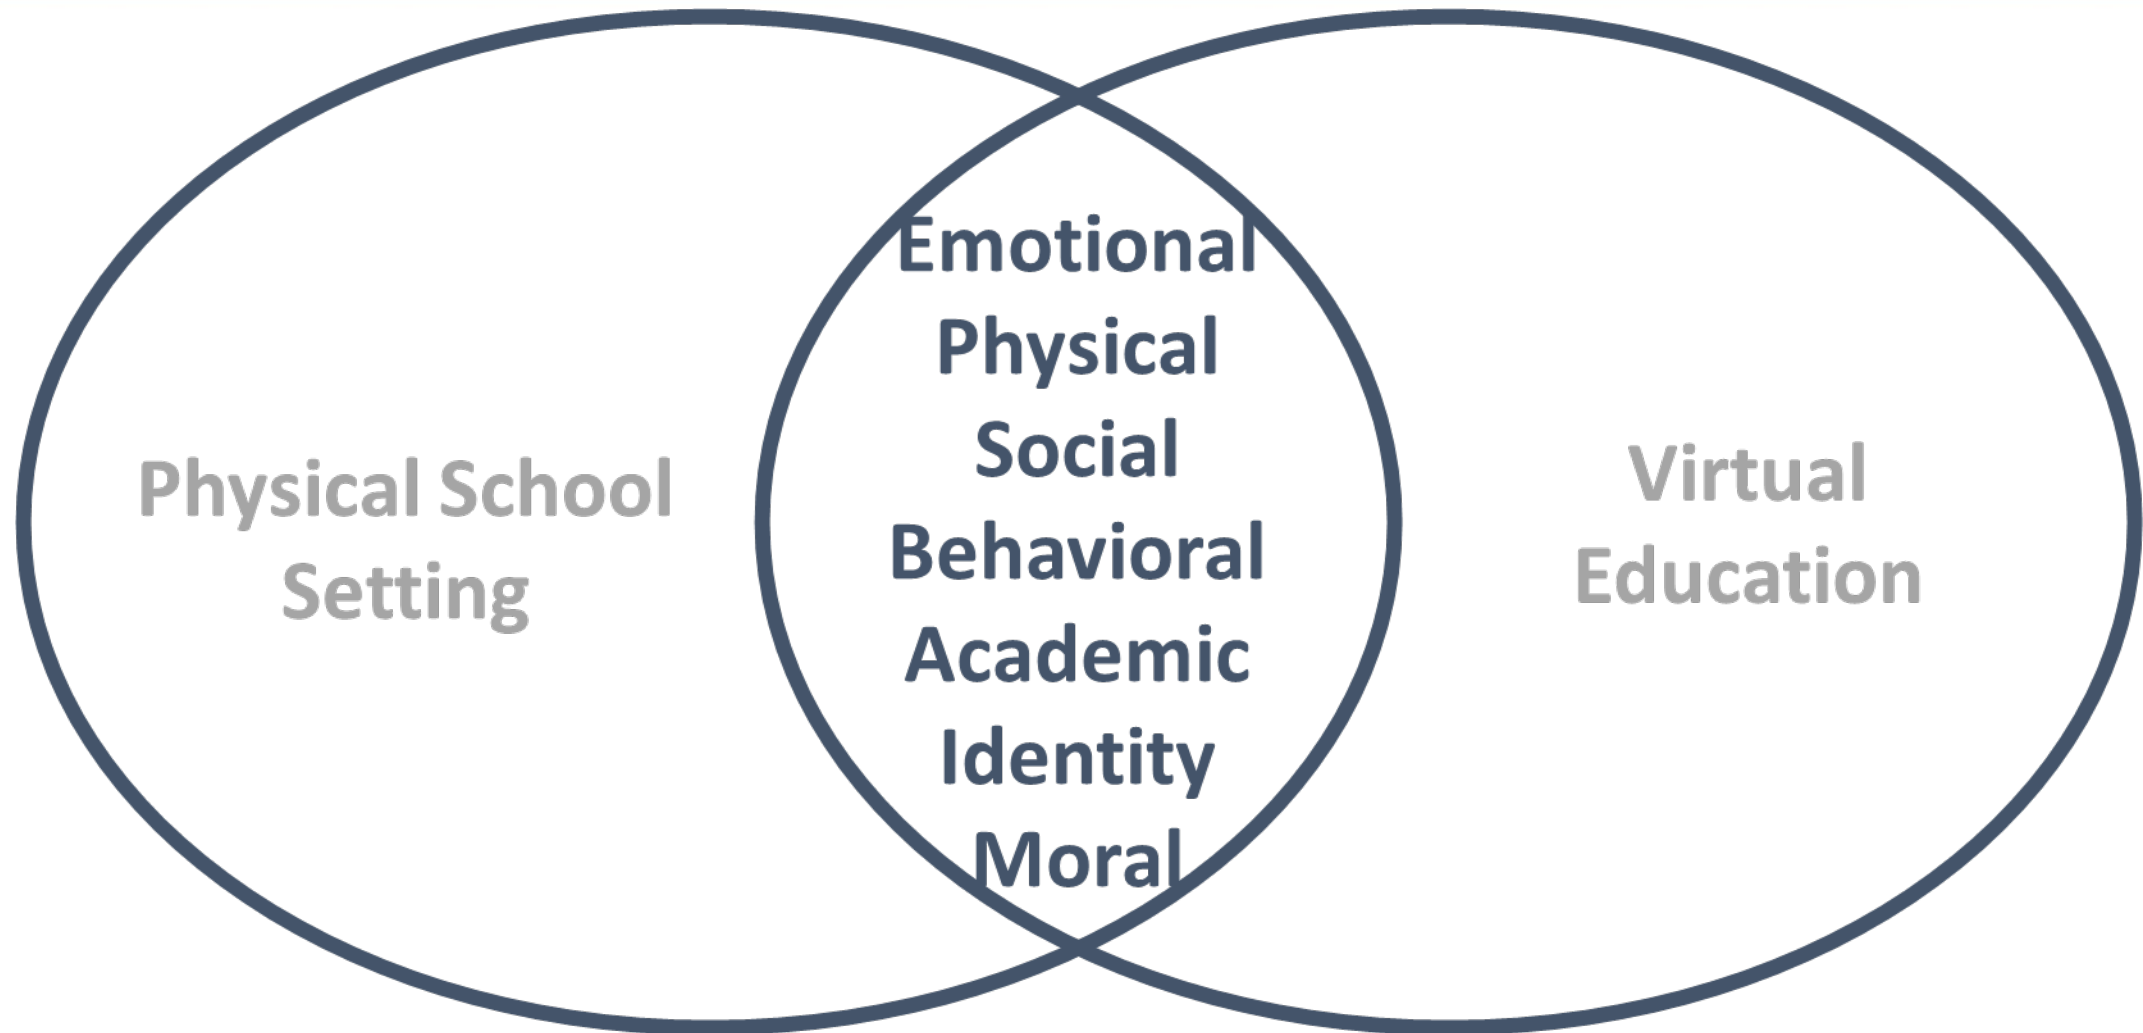 Physical School
Setting
Emotional
Physical
Social
Behavioral
Academic
Identity
Moral
Virtual
Education